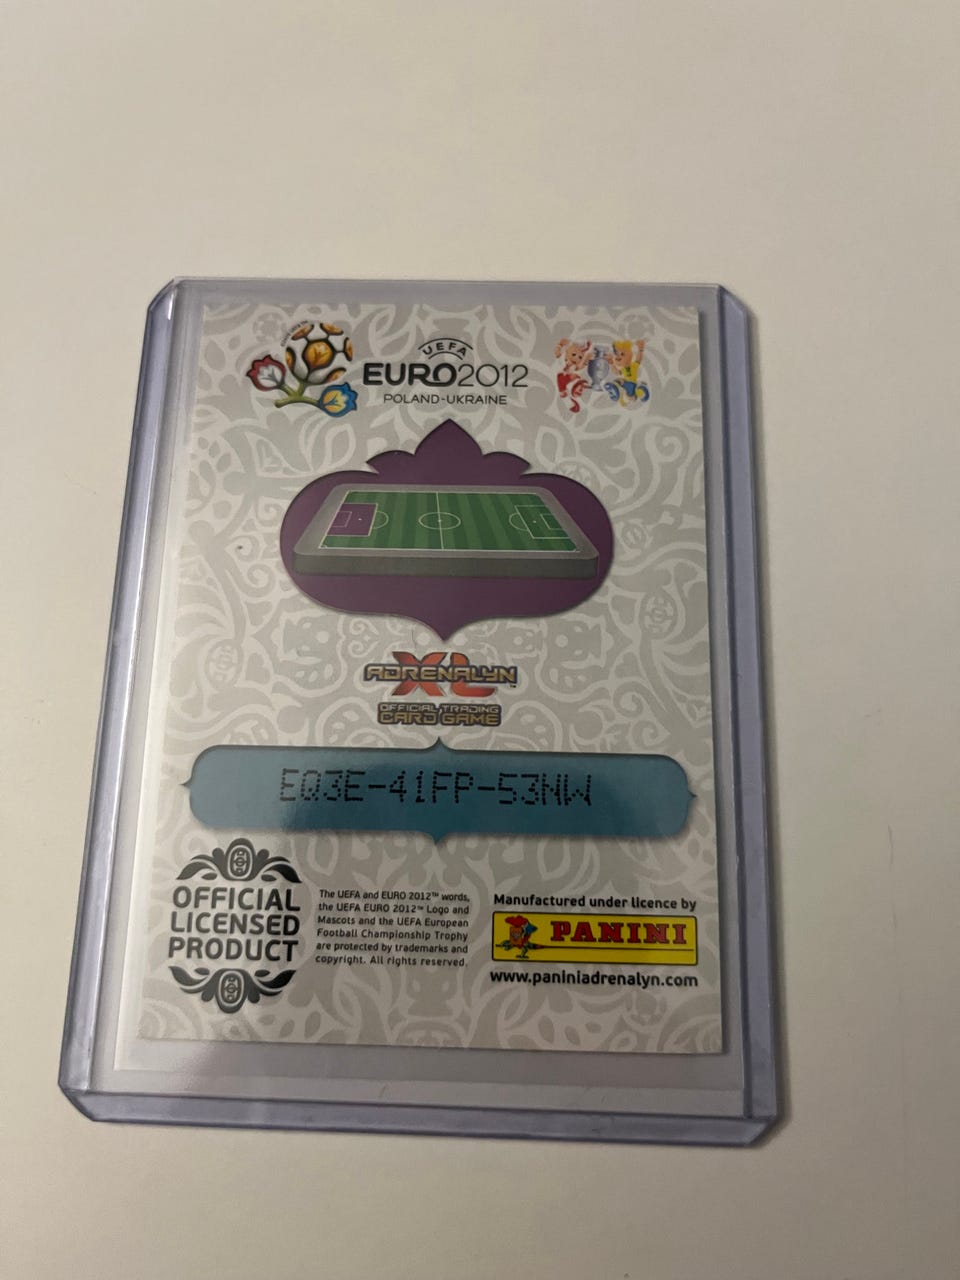 UEFA
EURO2012
POLAND-UKRAINE
ADRENALYN
XL™
OFFICIAL TRADING
CARD GAME
EQ3E-41FP-53NW
OFFICIAL
LICENSED
PRODUCT
The UEFA and EURO 2012™ words,
the UEFA EURO 2012™ Logo and
Mascots and the UEFA European
Football Championship Trophy
are protected by trademarks and
copyright. All rights reserved.
Manufactured under licence by
PANINI
www.paniniadrenalyn.com